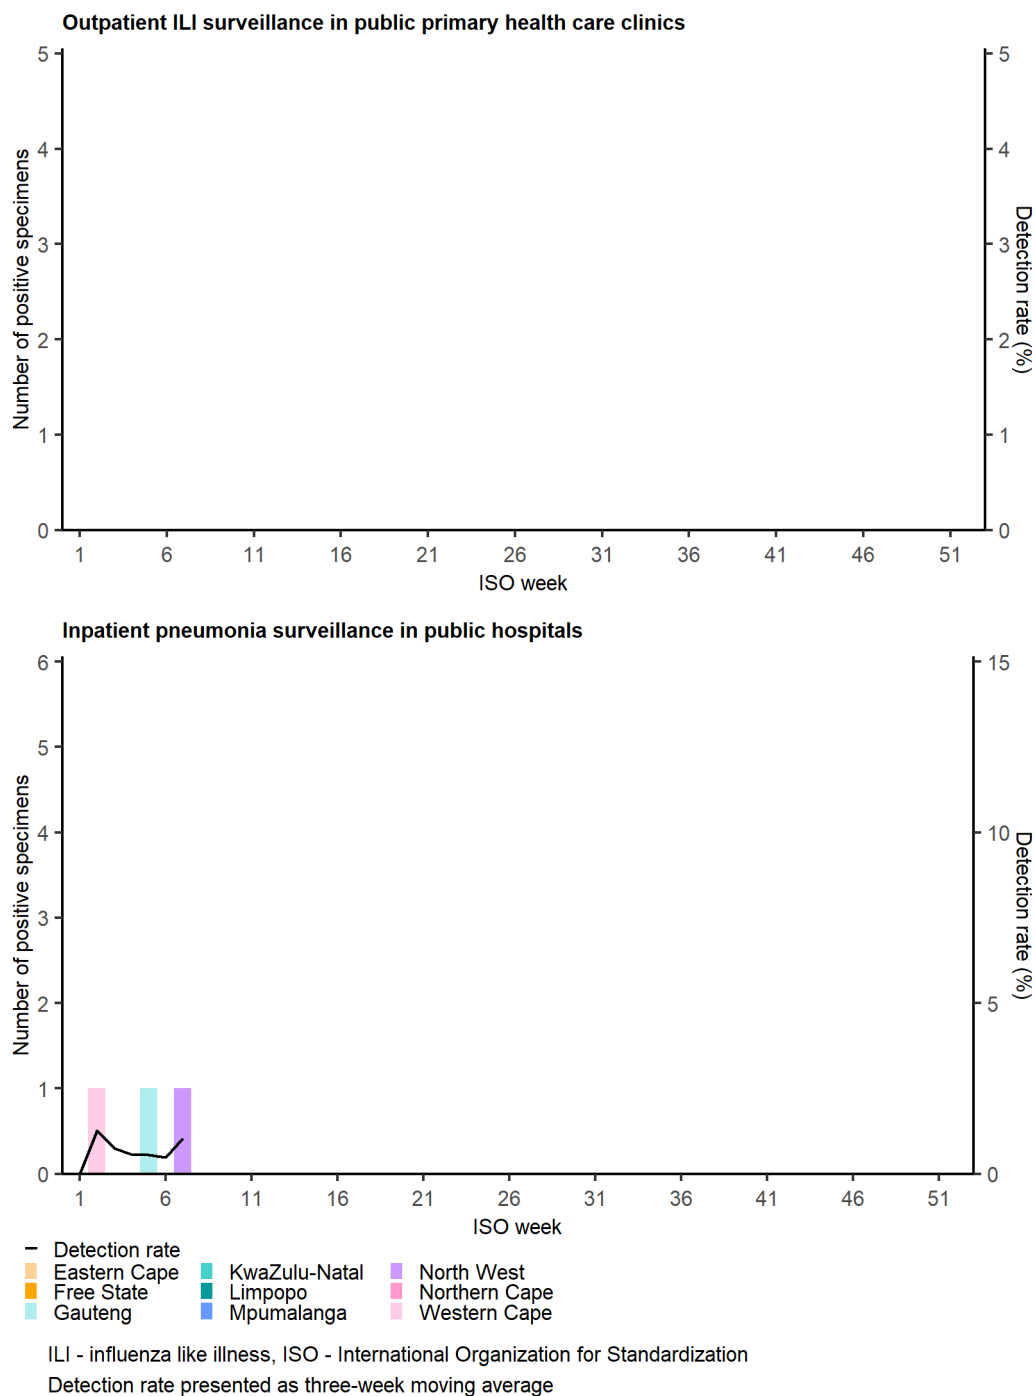 Outpatient ILI surveillance in public primary health care clinics
5 5
4 4
3 3
2 2
1 1
0 0
Number of positive specimens
Detection rate (%)
1 6 11 16 21 26 31 36 41 46 51
ISO week
Inpatient pneumonia surveillance in public hospitals
6 15
5
4 10
3
2 5
1
0 0
Number of positive specimens
Detection rate (%)
1 6 11 16 21 26 31 36 41 46 51
ISO week
Detection rate
Eastern Cape KwaZulu-Natal North West
Free State Limpopo Northern Cape
Gauteng Mpumalanga Western Cape
ILI - influenza like illness, ISO - International Organization for Standardization
Detection rate presented as three-week moving average